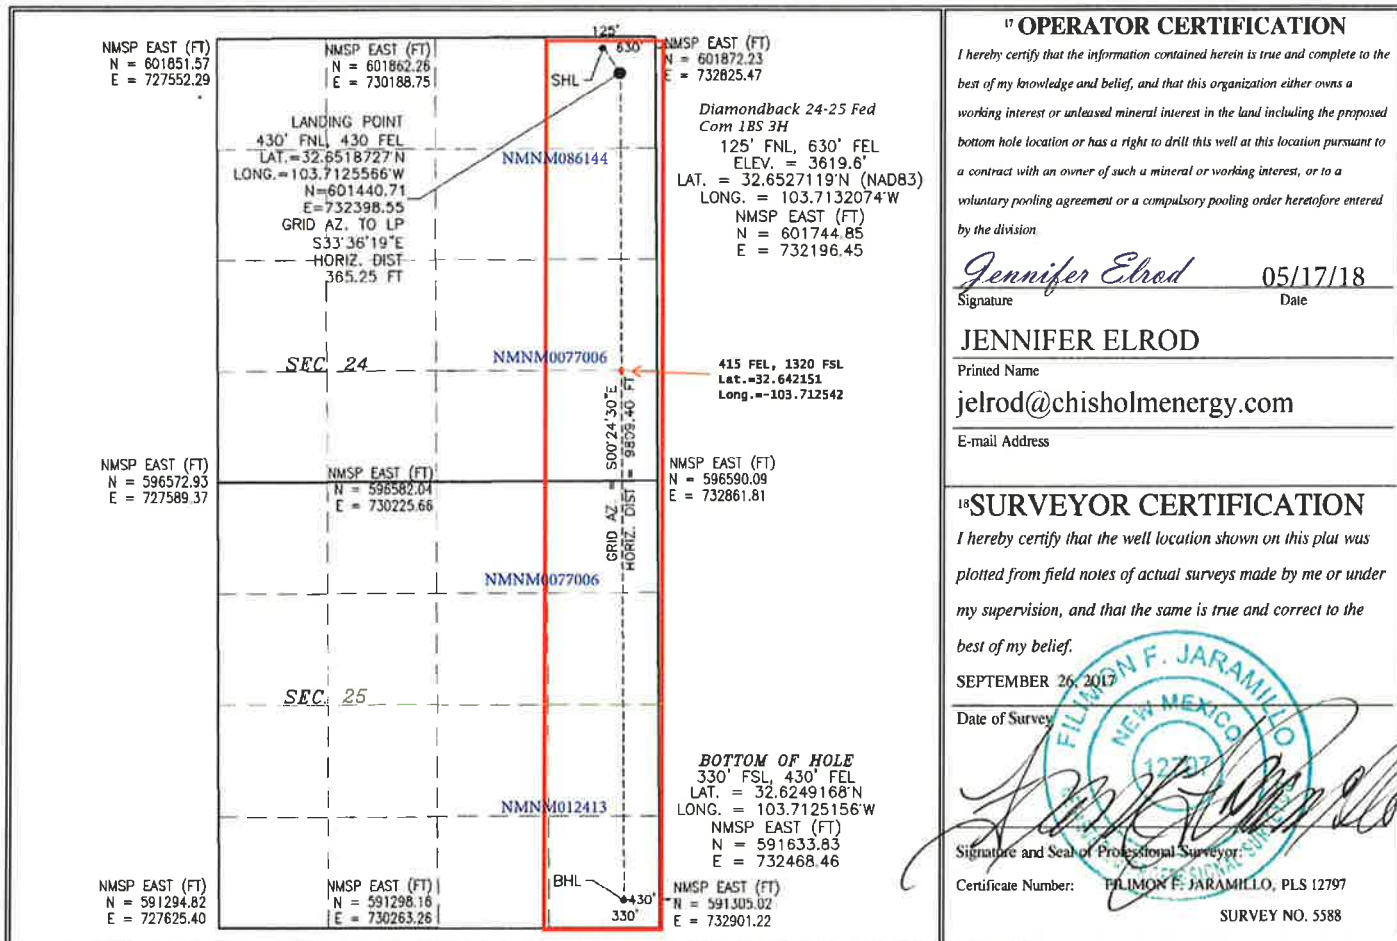 125'
630'
NMSP EAST (FT)
N = 601851.57
E = 727552.29
NMSP EAST (FT)
N = 601862.26
E = 730188.75
NMSP EAST (FT)
N = 601872.23
E = 732825.47
SHL
LANDING POINT
430' FNL, 430 FEL
LAT.=32.6518727°N
LONG.=103.7125566°W
N=601440.71
E=732398.55
GRID AZ. TO LP
S33°36'19"E
HORIZ. DIST
365.25 FT
NMNM086144
Diamondback 24-25 Fed
Com 1BS 3H
125' FNL, 630' FEL
ELEV. = 3619.6'
LAT. = 32.6527119°N (NAD83)
LONG. = 103.7132074°W
NMSP EAST (FT)
N = 601744.85
E = 732196.45
SEC. 24
NMNM0077006
415 FEL, 1320 FSL
Lat.=32.642151
Long.=-103.712542
GRID AZ. = S00°24'30"E
HORIZ. DIST = 9809.40 FT
NMSP EAST (FT)
N = 596572.93
E = 727589.37
NMSP EAST (FT)
N = 596582.04
E = 730225.66
NMSP EAST (FT)
N = 596590.09
E = 732861.81
NMNM0077006
SEC. 25
NMNM012413
BOTTOM OF HOLE
330' FSL, 430' FEL
LAT. = 32.6249168°N
LONG. = 103.7125156°W
NMSP EAST (FT)
N = 591633.83
E = 732468.46
BHL
430'
330'
NMSP EAST (FT)
N = 591294.82
E = 727625.40
NMSP EAST (FT)
N = 591298.16
E = 730263.26
NMSP EAST (FT)
N = 591305.02
E = 732901.22
17 OPERATOR CERTIFICATION
I hereby certify that the information contained herein is true and complete to the
best of my knowledge and belief, and that this organization either owns a
working interest or unleased mineral interest in the land including the proposed
bottom hole location or has a right to drill this well at this location pursuant to
a contract with an owner of such a mineral or working interest, or to a
voluntary pooling agreement or a compulsory pooling order heretofore entered
by the division.
Jennifer Elrod 05/17/18
Signature Date
JENNIFER ELROD
Printed Name
jelrod@chisholmenergy.com
E-mail Address
18 SURVEYOR CERTIFICATION
I hereby certify that the well location shown on this plat was
plotted from field notes of actual surveys made by me or under
my supervision, and that the same is true and correct to the
best of my belief.
SEPTEMBER 26, 2017
Date of Survey
FILIMON F. JARAMILLO
NEW MEXICO
12797
Signature and Seal of Professional Surveyor:
Certificate Number: FILIMON F. JARAMILLO, PLS 12797
SURVEY NO. 5588